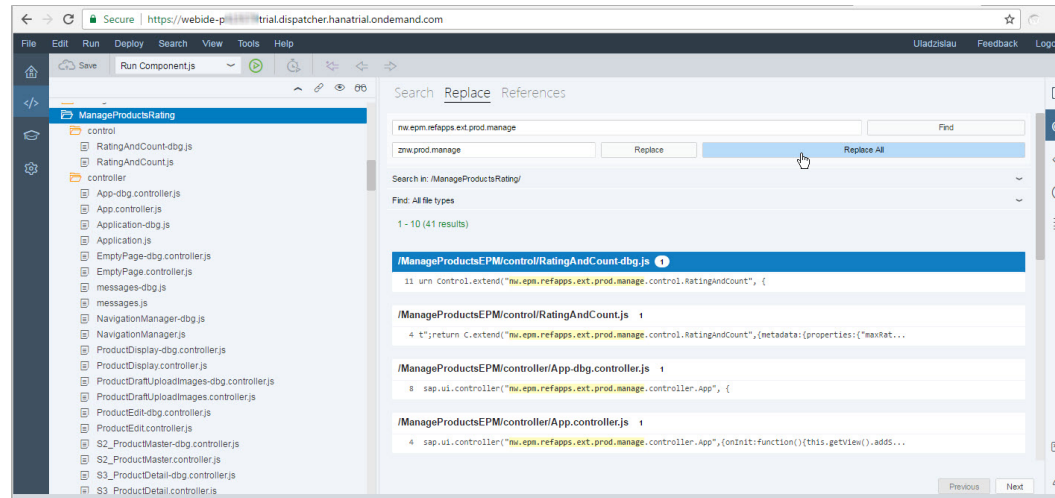 Secure | https://webide-p trial.dispatcher.hanatrial.ondemand.com
File Edit Run Deploy Search View Tools Help Uladzislau Feedback
Save Run Component.js
Search Replace References
ManageProductsRating
control
RatingAndCount-dbg.js
RatingAndCount.js
controller
App-dbg.controller.js
App.controller.js
Application-dbg.js
Application.js
EmptyPage-dbg.controller.js
EmptyPage.controller.js
messages-dbg.js
messages.js
NavigationManager-dbg.js
NavigationManager.js
ProductDisplay-dbg.controller.js
ProductDisplay.controller.js
ProductDraftUploadImages-dbg.controller.js
ProductDraftUploadImages.controller.js
ProductEdit-dbg.controller.js
ProductEdit.controller.js
S2_ProductMaster-dbg.controller.js
S2_ProductMaster.controller.js
S3_ProductDetail-dbg.controller.js
S3_ProductDetail.controller.js
nw.epm.refapps.ext.prod.manage Find
znw.prod.manage Replace Replace All
Search in: /ManageProductsRating/
Find: All file types
1 - 10 (41 results)
/ManageProductsEPM/control/RatingAndCount-dbg.js 1
11 urn Control.extend("nw.epm.refapps.ext.prod.manage.control.RatingAndCount", {
/ManageProductsEPM/control/RatingAndCount.js 1
4 t";return C.extend("nw.epm.refapps.ext.prod.manage.control.RatingAndCount",{metadata:{properties:{"maxRat...
/ManageProductsEPM/controller/App-dbg.controller.js 1
8 sap.ui.controller("nw.epm.refapps.ext.prod.manage.controller.App", {
/ManageProductsEPM/controller/App.controller.js 1
4 sap.ui.controller("nw.epm.refapps.ext.prod.manage.controller.App",{onInit:function(){this.getView().addS...
Previous Next